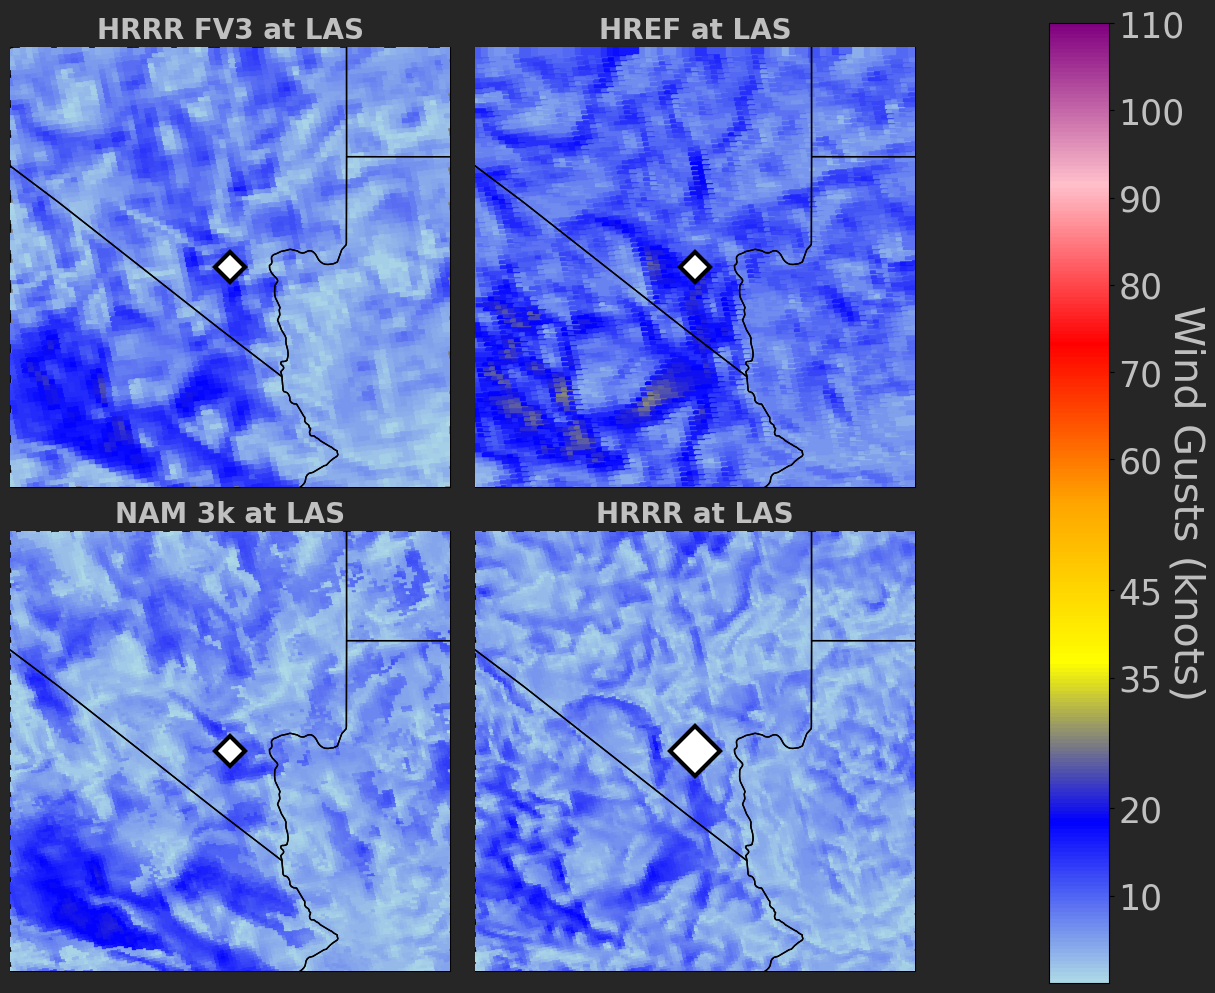 HRRR FV3 at LAS
HREF at LAS
NAM 3k at LAS
HRRR at LAS
110
100
90
80
70
60
45
35
20
10
Wind Gusts (knots)